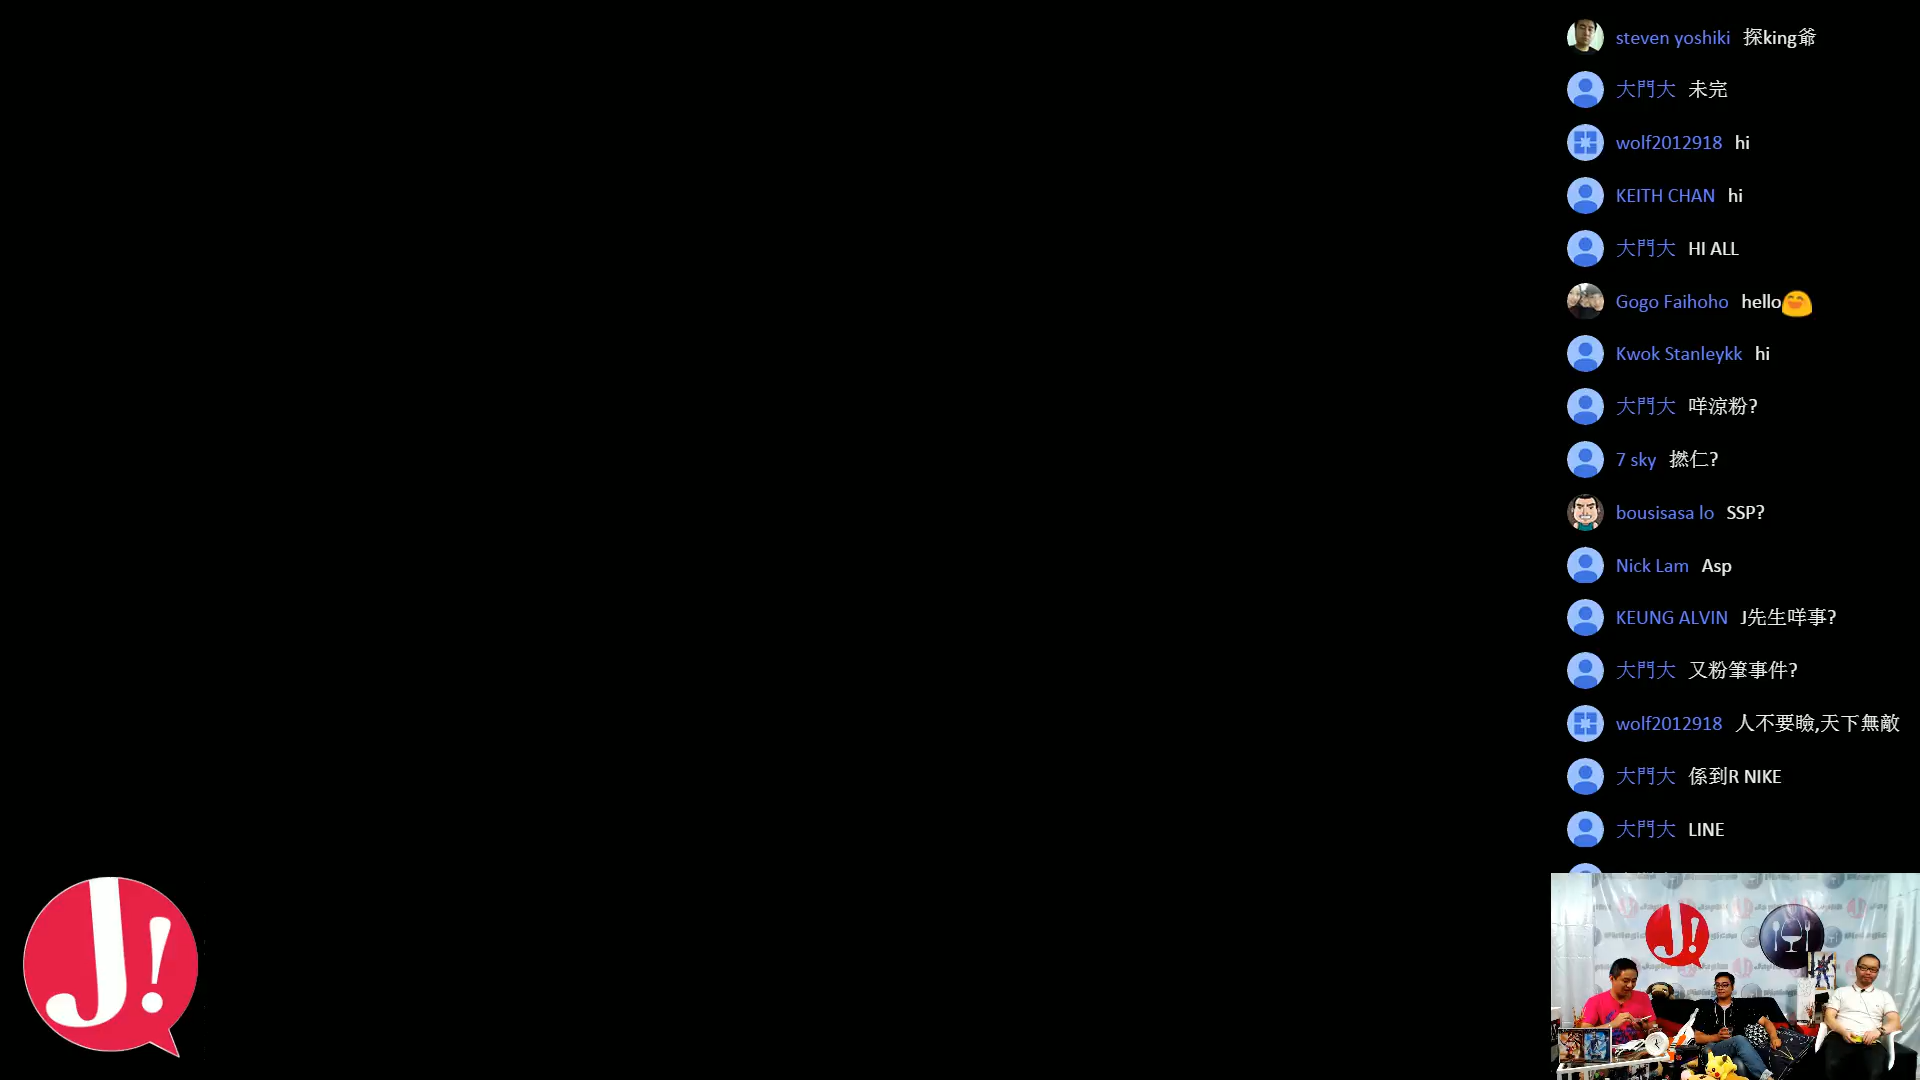 steven yoshiki 探king爺
大門大 未完
wolf2012918 hi
KEITH CHAN hi
大門大 HI ALL
Gogo Faihoho hello
Kwok Stanleykk hi
大門大 咩涼粉?
7 sky 撚仁?
bousisasa lo SSP?
Nick Lam Asp
KEUNG ALVIN J先生咩事?
大門大 又粉筆事件?
wolf2012918 人不要瞼,天下無敵
大門大 係到R NIKE
大門大 LINE
J!
J!